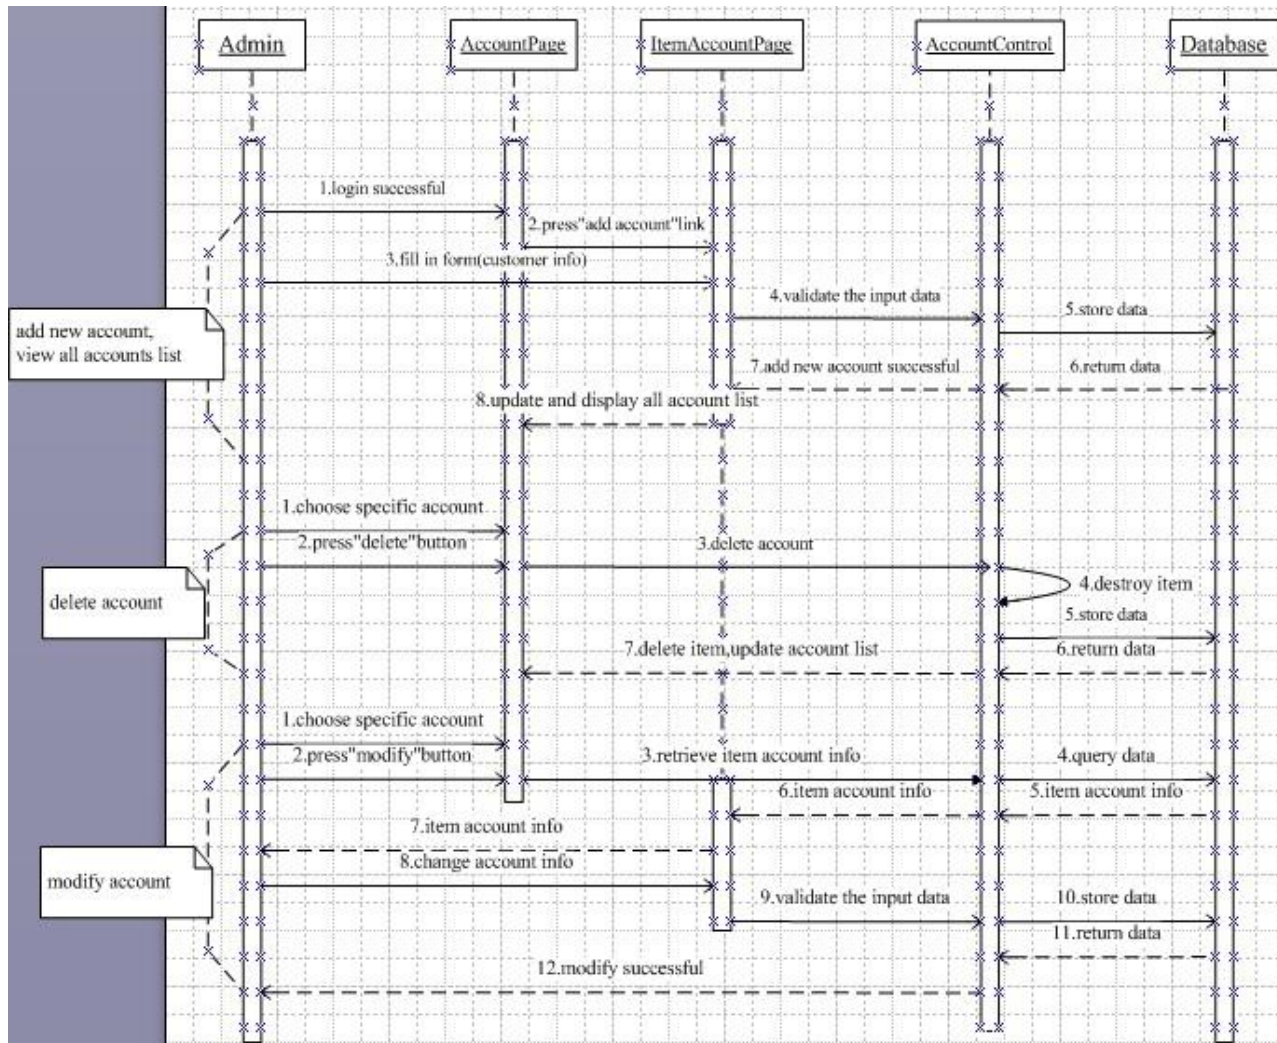 Admin
AccountPage
ItemAccountPage
AccountControl
Database
1.login successful
2.press"add account"link
3.fill in form(customer info)
4.validate the input data
5.store data
add new account,
view all accounts list
7.add new account successful
6.return data
8.update and display all account list
1.choose specific account
2.press"delete"button
3.delete account
4.destroy item
delete account
5.store data
7.delete item,update account list
6.return data
1.choose specific account
2.press"modify"button
3.retrieve item account info
4.query data
6.item account info
5.item account info
7.item account info
8.change account info
modify account
9.validate the input data
10.store data
11.return data
12.modify successful